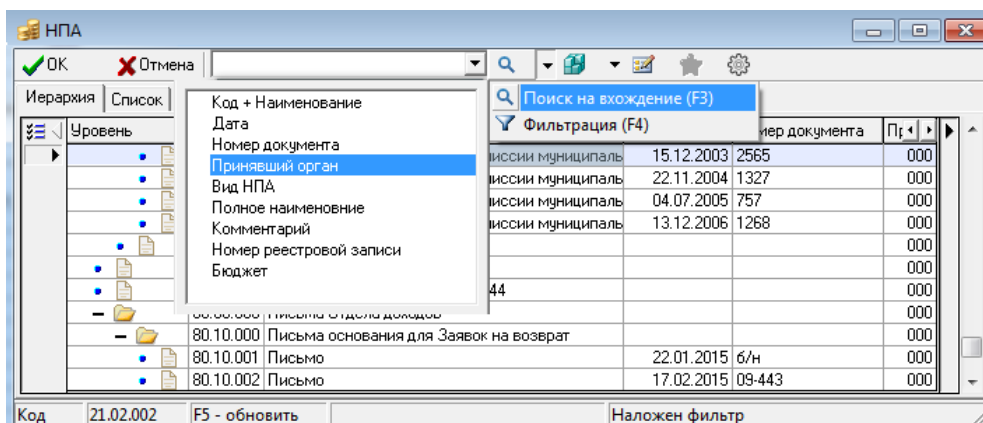 НПА
ОК Отмена
Иерархия Список
Уровень мер документа
Код + Наименование
Дата
Номер документа
Принявший орган
Вид НПА
Полное наименовние
Комментарий
Номер реестровой записи
Бюджет
Поиск на вхождение (F3)
Фильтрация (F4)
иссии муниципаль 15.12.2003 2565 000
иссии муниципаль 22.11.2004 1327 000
иссии муниципаль 04.07.2005 757 000
иссии муниципаль 13.12.2006 1268 000
000
000
44 000
000
80.10.000 Письма основания для Заявок на возврат 000
80.10.001 Письмо 22.01.2015 б/н 000
80.10.002 Письмо 17.02.2015 09-443 000
Код 21.02.002 F5 - обновить Наложен фильтр